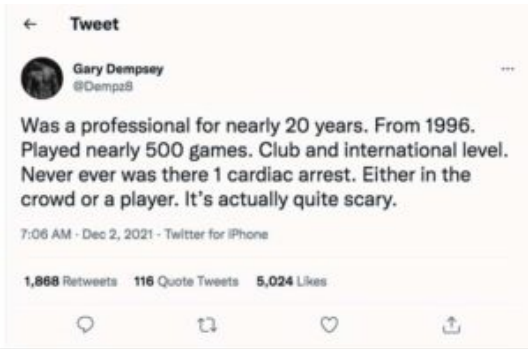 ← Tweet
Gary Dempsey
@Dempz8
Was a professional for nearly 20 years. From 1996.
Played nearly 500 games. Club and international level.
Never ever was there 1 cardiac arrest. Either in the
crowd or a player. It's actually quite scary.
7:06 AM · Dec 2, 2021 · Twitter for iPhone
1,868 Retweets 116 Quote Tweets 5,024 Likes